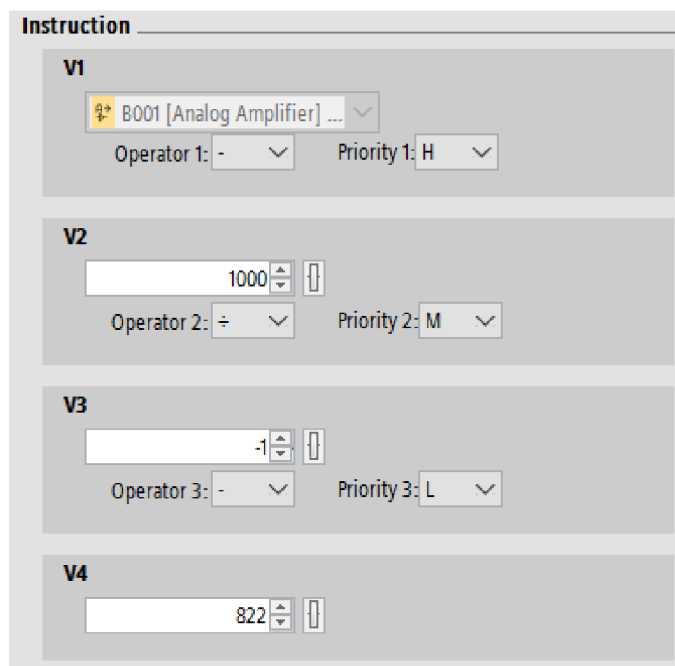 Instruction
V1
B001 [Analog Amplifier] ...
Operator 1: - Priority 1: H
V2
1000
Operator 2: ÷ Priority 2: M
V3
-1
Operator 3: - Priority 3: L
V4
822